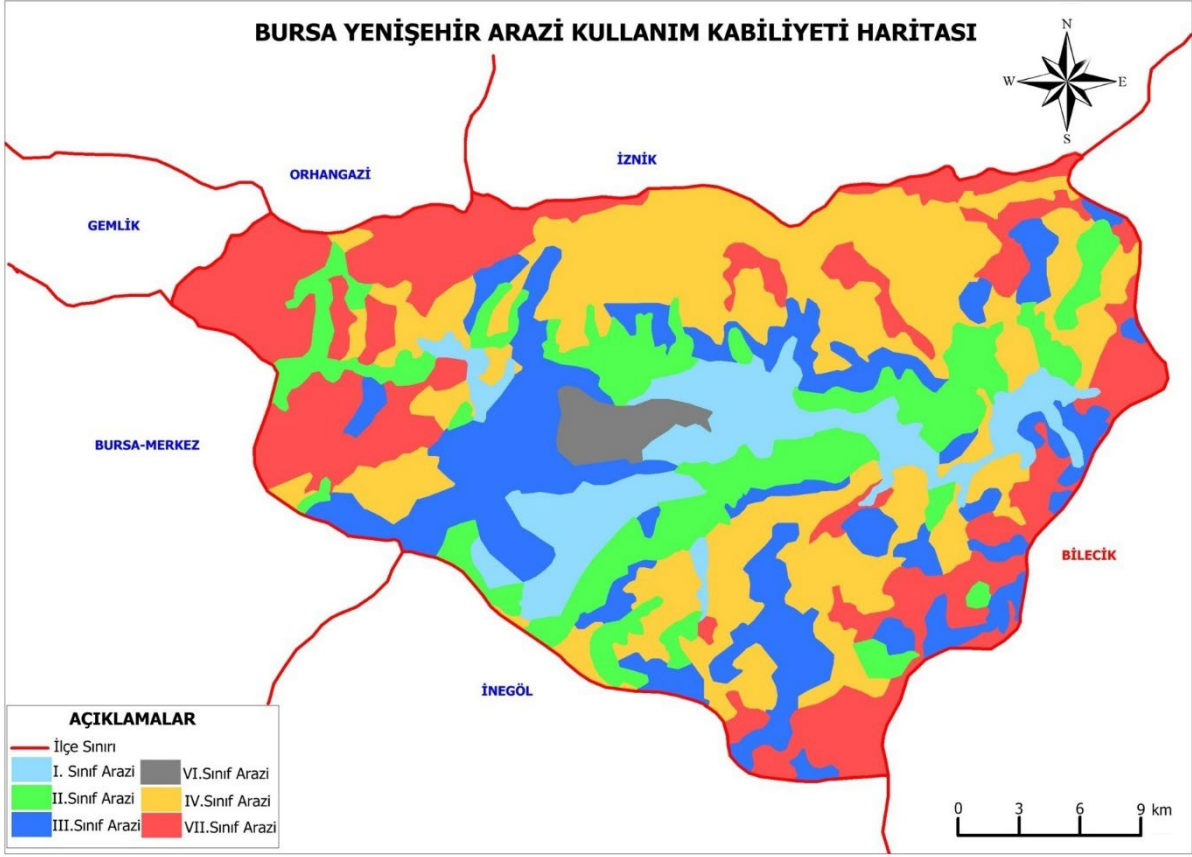 BURSA YENİŞEHİR ARAZİ KULLANIM KABİLİYETİ HARİTASI
N
W
E
S
İZNİK
ORHANGAZİ
GEMLİK
BURSA-MERKEZ
BİLECİK
İNEGÖL
AÇIKLAMALAR
İlçe Sınırı
I. Sınıf Arazi
VI.Sınıf Arazi
II.Sınıf Arazi
IV.Sınıf Arazi
III.Sınıf Arazi
VII.Sınıf Arazi
0 3 6 9 km